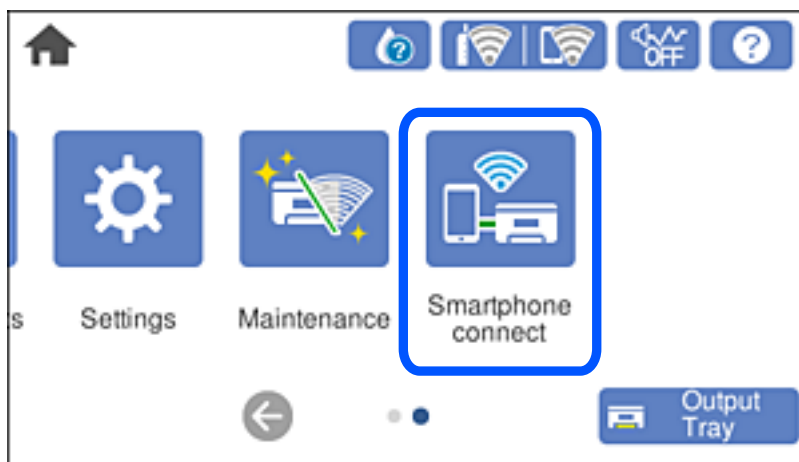 ?
OFF
?
s
Settings
Maintenance
Smartphone
connect
Output
Tray